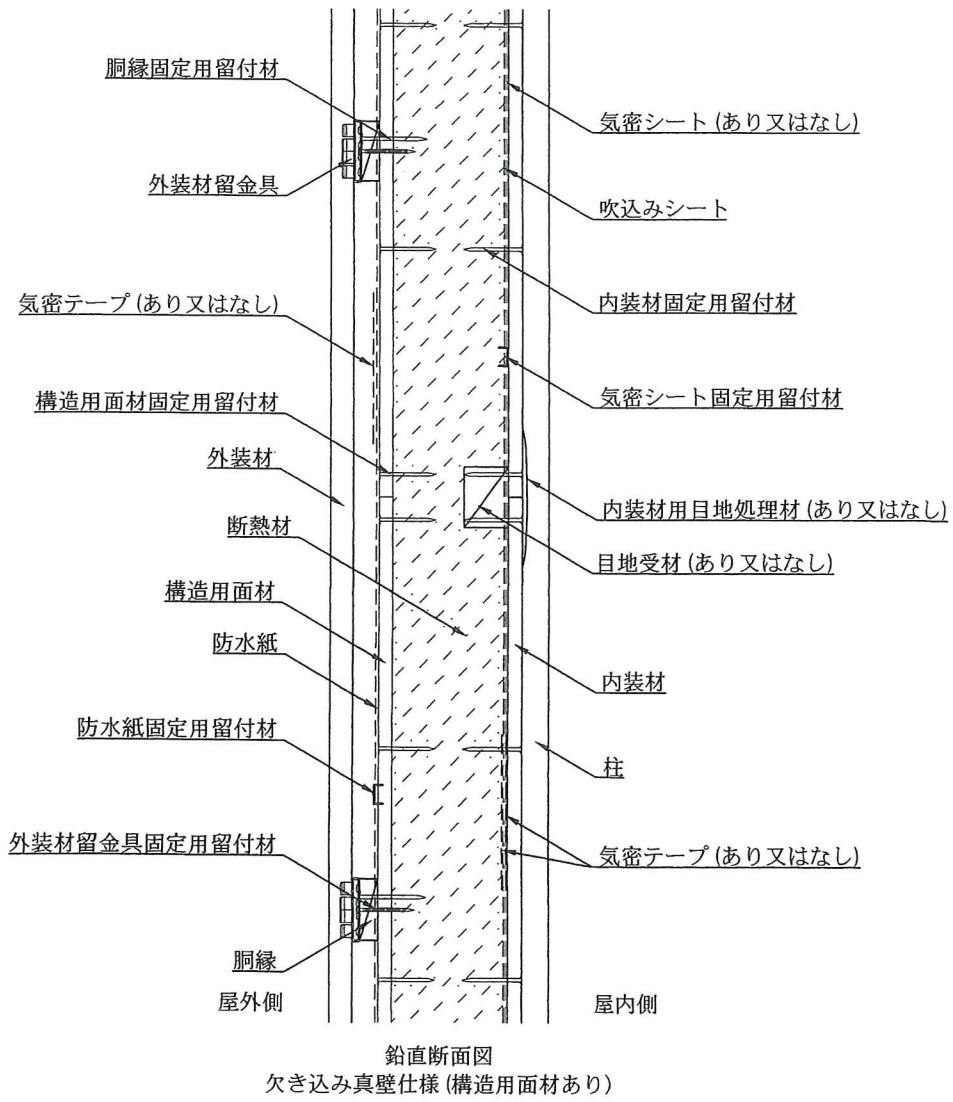 胴縁固定用留付材
気密シート (あり又はなし)
外装材留金具
吹込みシート
内装材固定用留付材
気密テープ (あり又はなし)
気密シート固定用留付材
構造用面材固定用留付材
外装材
内装材用目地処理材 (あり又はなし)
断熱材
目地受材 (あり又はなし)
構造用面材
防水紙
内装材
防水紙固定用留付材
柱
外装材留金具固定用留付材
気密テープ (あり又はなし)
胴縁
屋外側
屋内側
鉛直断面図
欠き込み真壁仕様 (構造用面材あり)